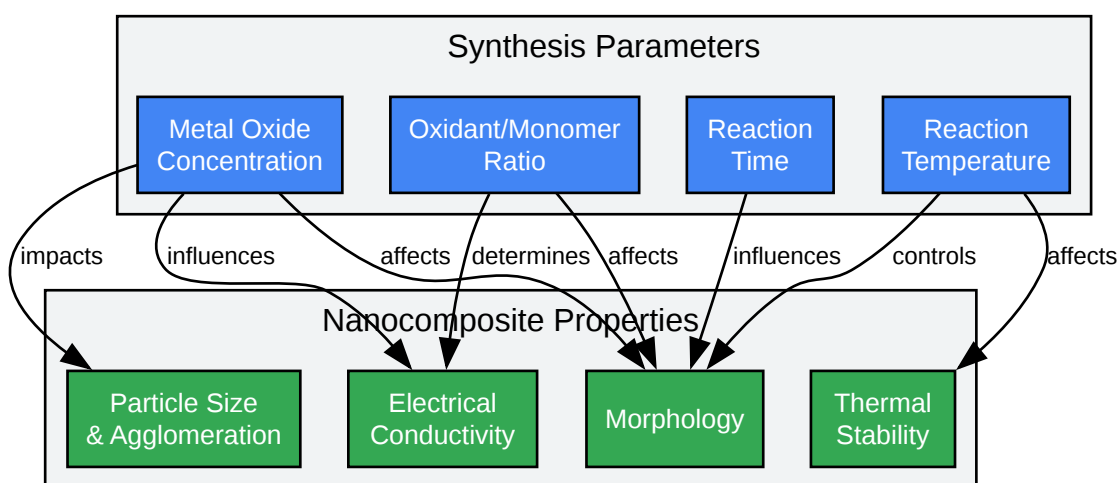 Synthesis Parameters
Metal Oxide
Concentration
Oxidant/Monomer
Ratio
Reaction
Time
Reaction
Temperature
impacts
influences
affects
determines
affects
influences
controls
affects
Nanocomposite Properties
Particle Size
& Agglomeration
Electrical
Conductivity
Morphology
Thermal
Stability